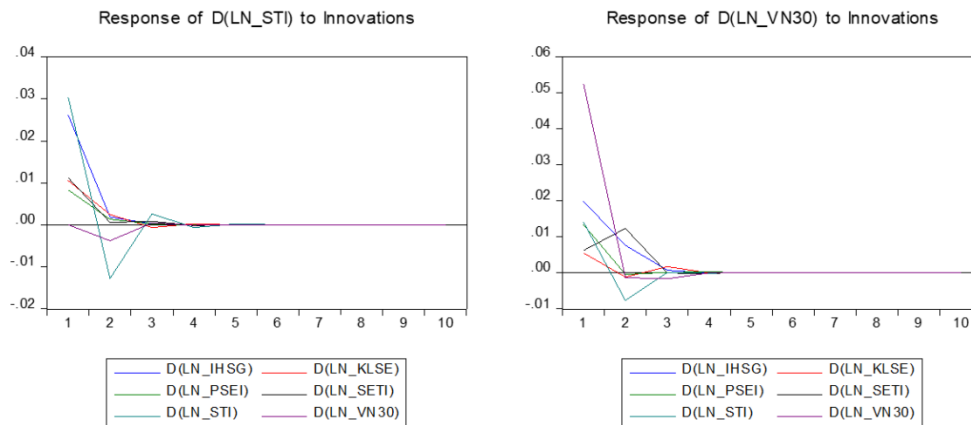 Response of D(LN_STI) to Innovations
.04
.03
.02
.01
.00
-.01
-.02
1 2 3 4 5 6 7 8 9 10
D(LN_IHSG) D(LN_KLSE)
D(LN_PSEI) D(LN_SETI)
D(LN_STI) D(LN_VN30)
Response of D(LN_VN30) to Innovations
.06
.05
.04
.03
.02
.01
.00
-.01
1 2 3 4 5 6 7 8 9 10
D(LN_IHSG) D(LN_KLSE)
D(LN_PSEI) D(LN_SETI)
D(LN_STI) D(LN_VN30)